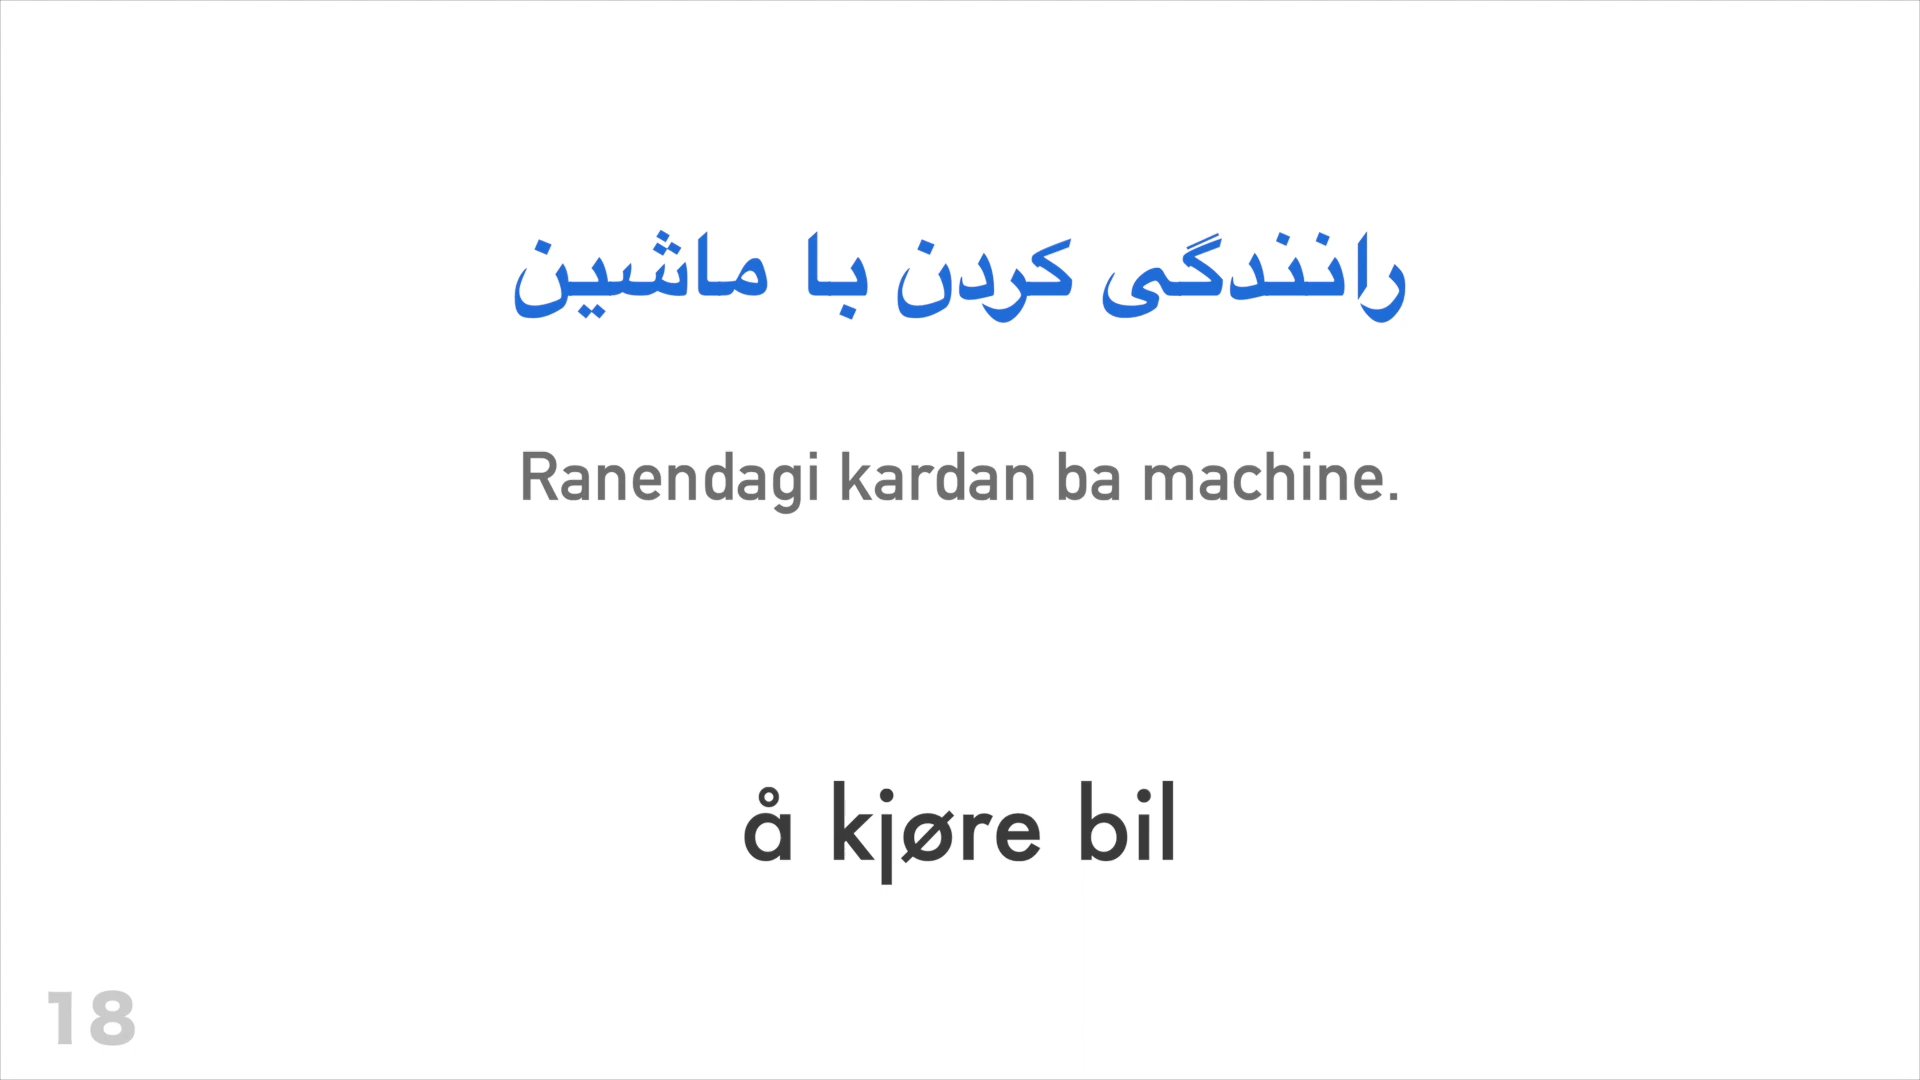 رانندگی کردن با ماشین
Ranendagi kardan ba machine.
å kjøre bil
18